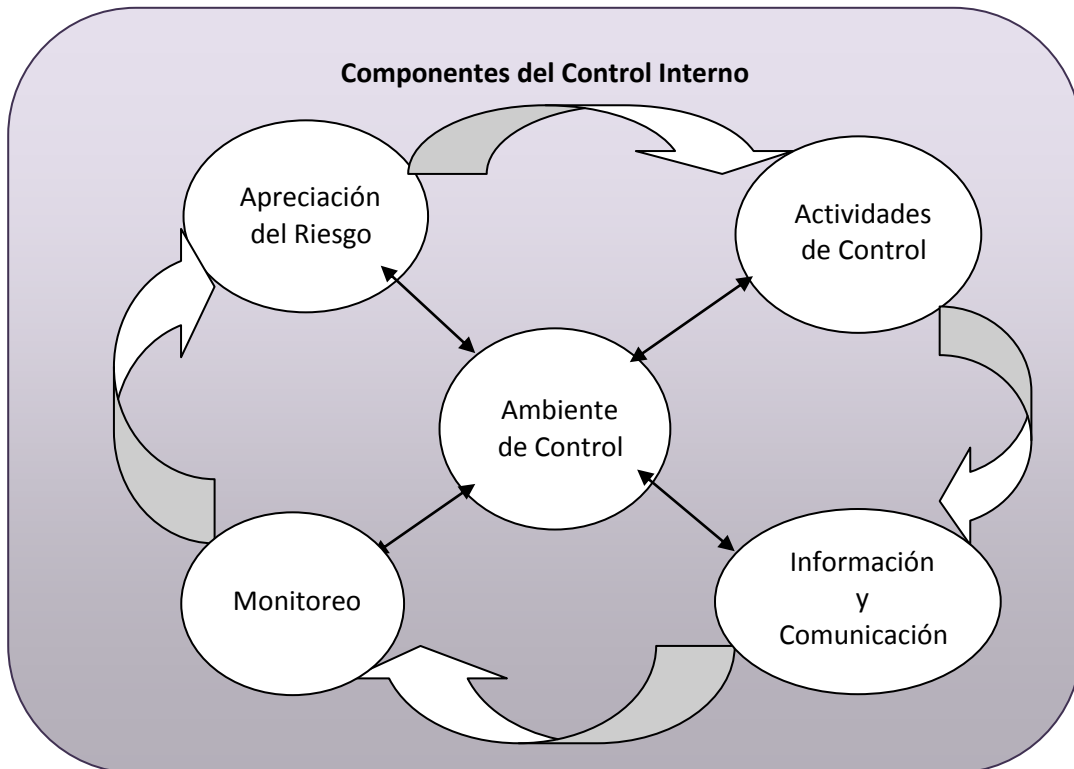 Componentes del Control Interno
Apreciación
del Riesgo
Actividades
de Control
Ambiente
de Control
Monitoreo
Información
y
Comunicación